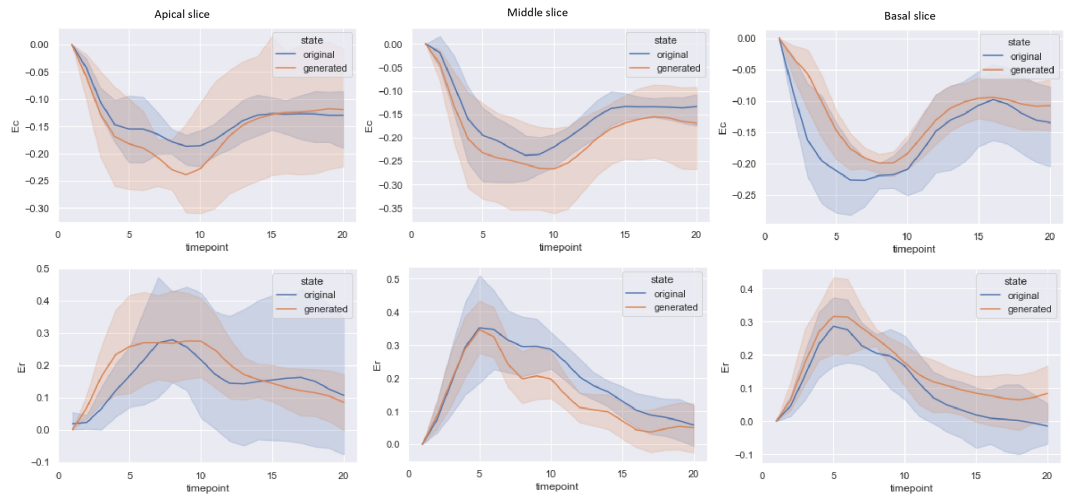 Apical slice
Middle slice
Basal slice
0.00
−0.05
−0.10
−0.15
−0.20
−0.25
−0.30
Ec
state
original
generated
0
5
10
15
20
timepoint
0.00
−0.05
−0.10
−0.15
−0.20
−0.25
−0.30
−0.35
Ec
state
original
generated
0
5
10
15
20
timepoint
0.00
−0.05
−0.10
−0.15
−0.20
−0.25
Ec
state
original
generated
0
5
10
15
20
timepoint
0.5
0.4
0.3
0.2
0.1
0.0
−0.1
Er
state
original
generated
0
5
10
15
20
timepoint
0.5
0.4
0.3
0.2
0.1
0.0
Er
state
original
generated
0
5
10
15
20
timepoint
0.4
0.3
0.2
0.1
0.0
−0.1
Er
state
original
generated
0
5
10
15
20
timepoint